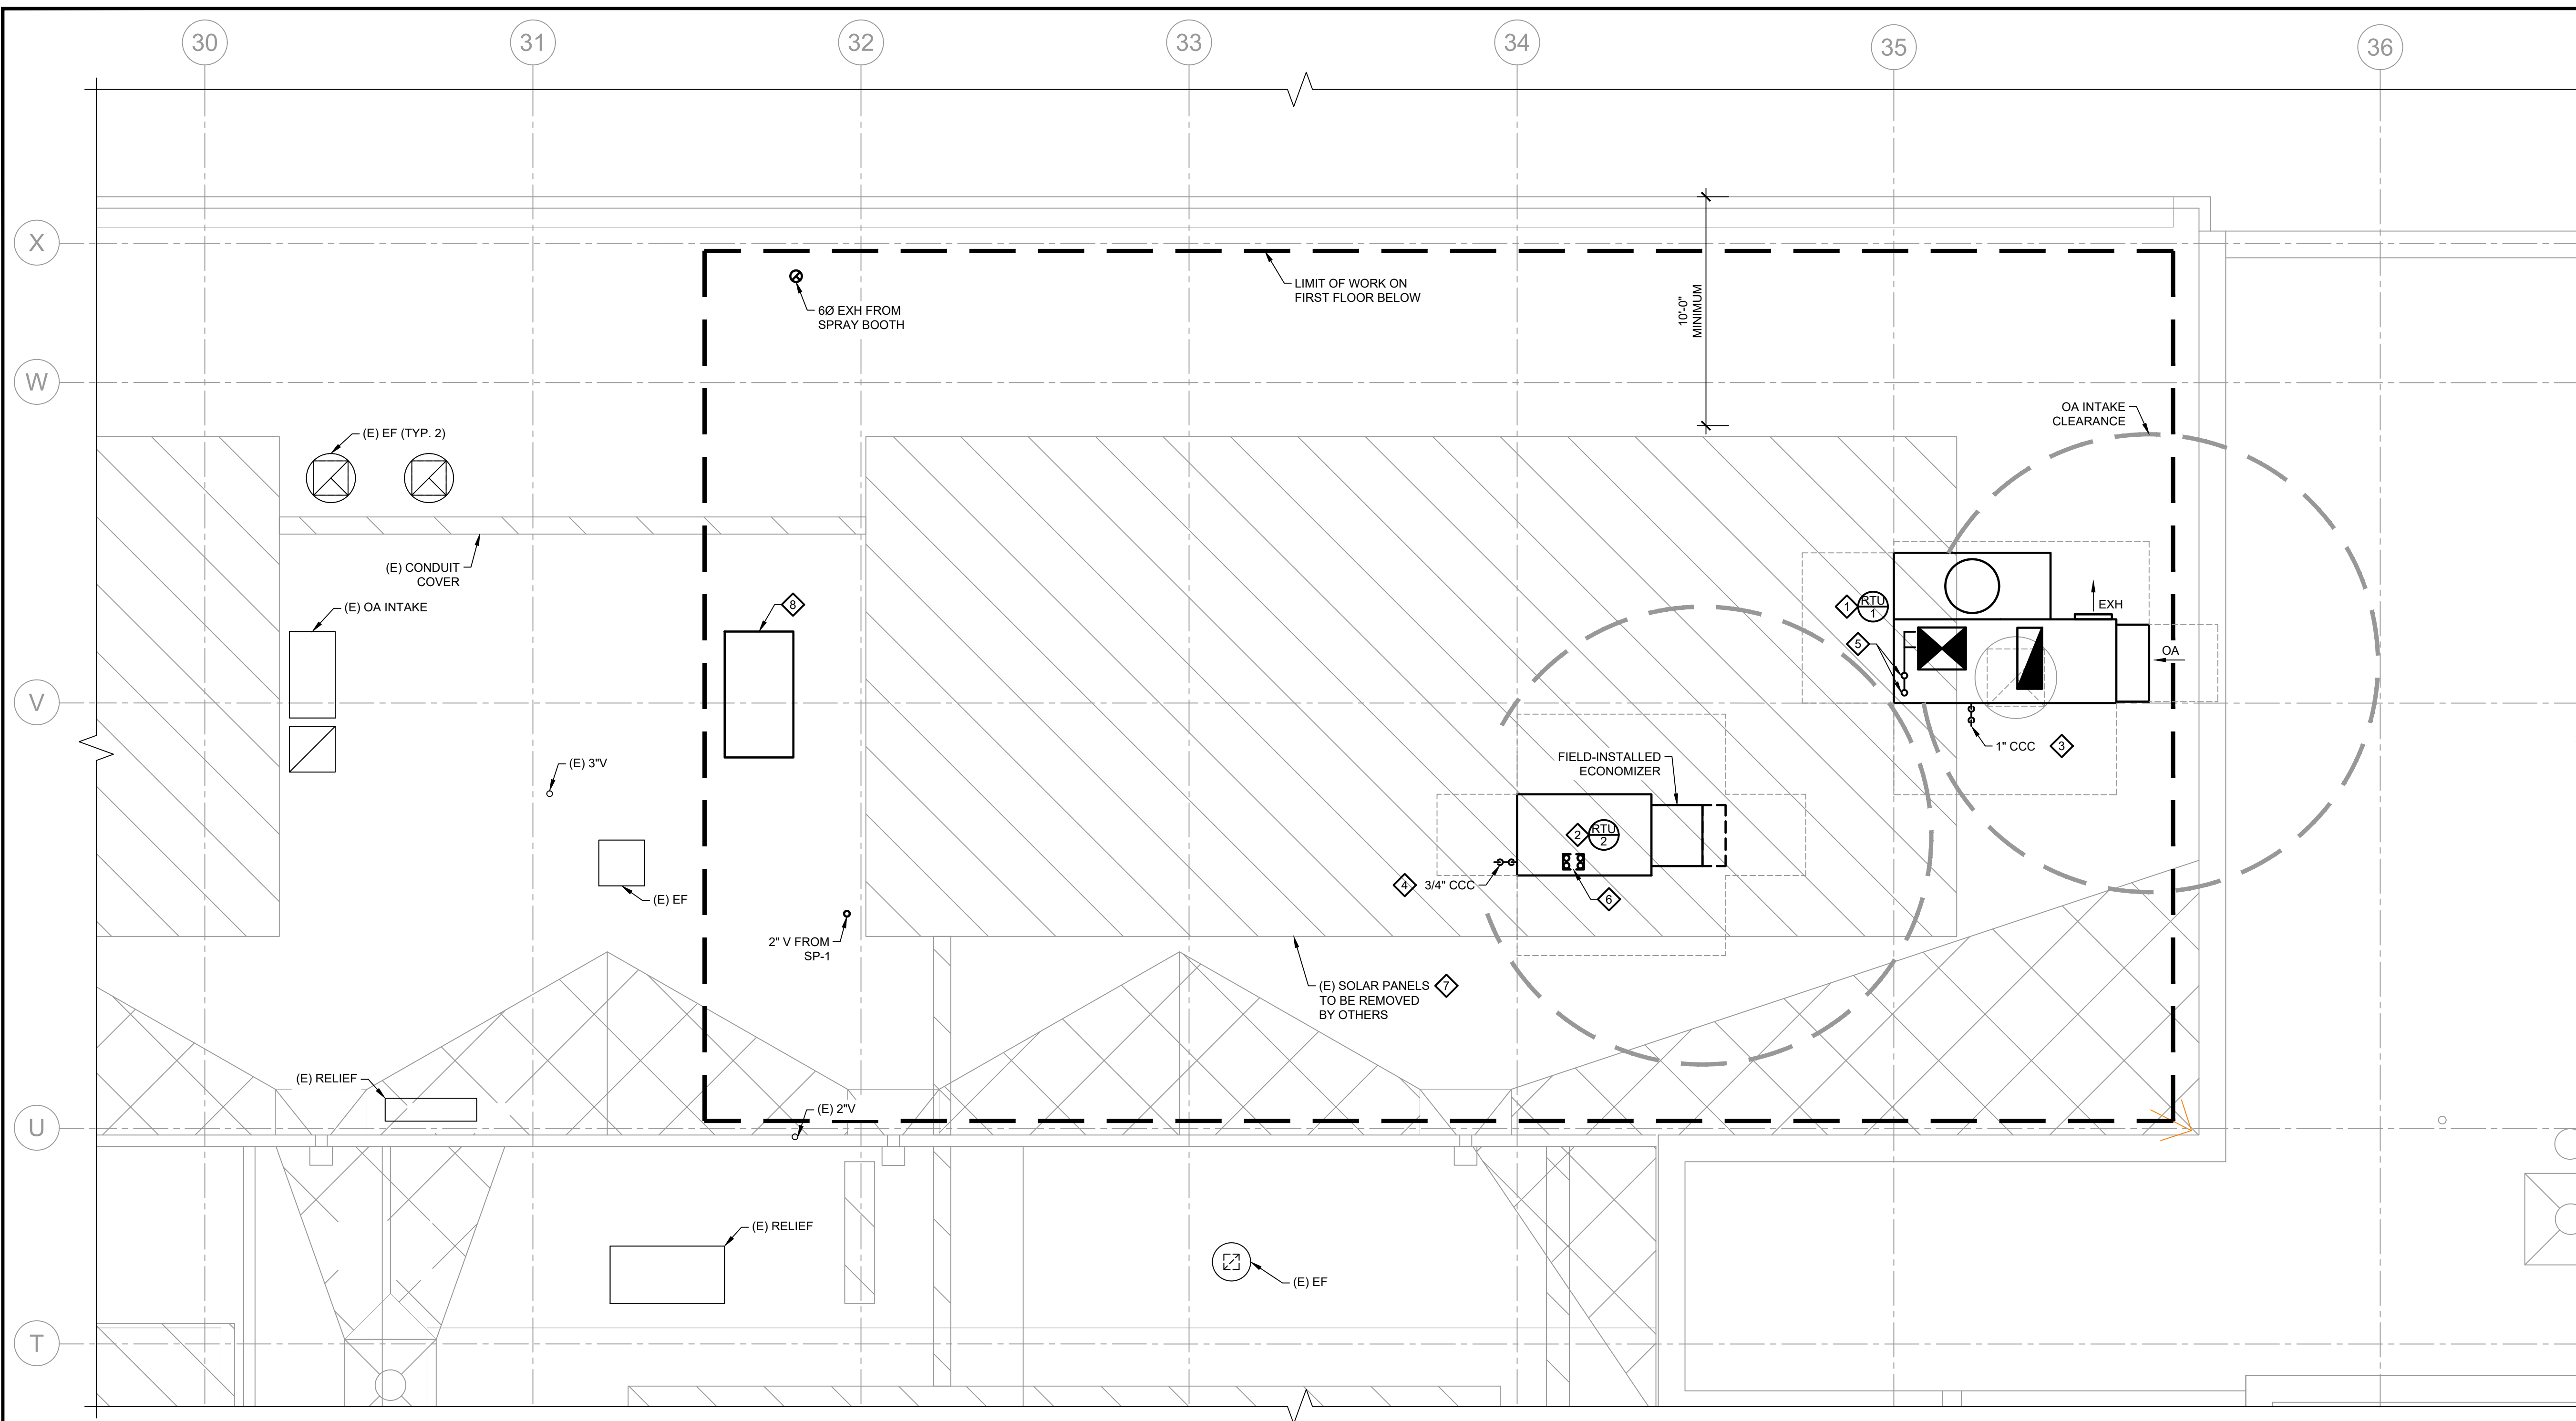 30
31
32
33
34
35
36
X
W
V
U
T
6Ø EXH FROM
SPRAY BOOTH
LIMIT OF WORK ON
FIRST FLOOR BELOW
10'-0"
MINIMUM
OA INTAKE
CLEARANCE
(E) EF (TYP. 2)
(E) CONDUIT
COVER
(E) OA INTAKE
8
1
RTU
1
EXH
5
OA
1" CCC
3
(E) 3"V
FIELD-INSTALLED
ECONOMIZER
2
RTU
2
4
3/4" CCC
6
(E) EF
2" V FROM
SP-1
(E) SOLAR PANELS
7
TO BE REMOVED
BY OTHERS
(E) RELIEF
(E) 2"V
(E) RELIEF
(E) EF